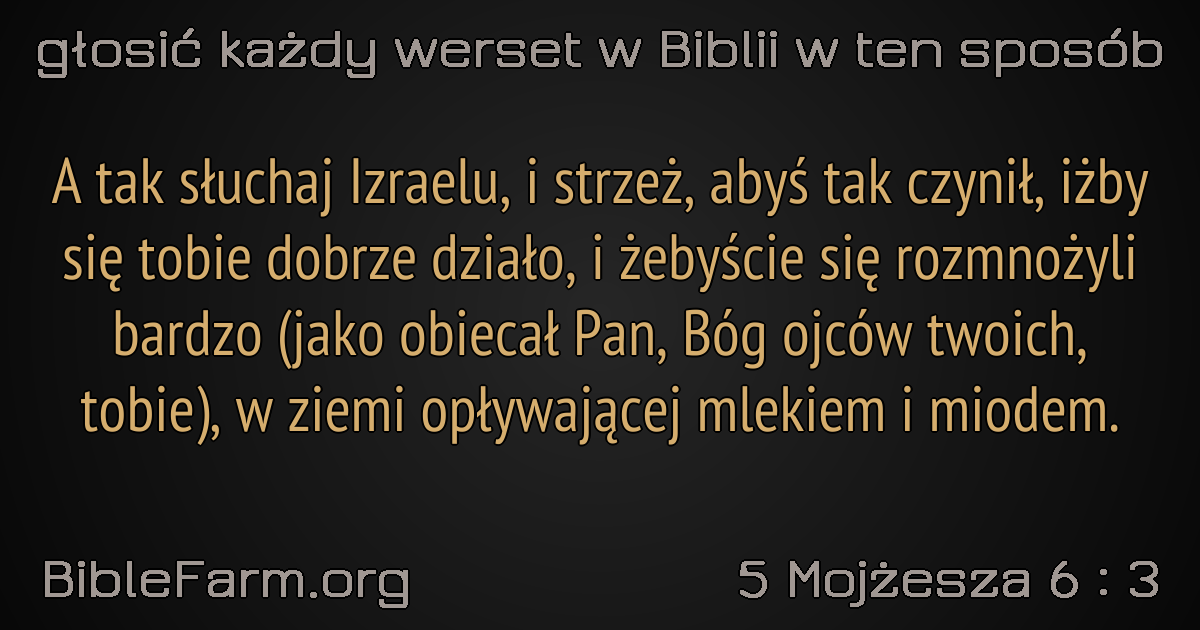 głosić każdy werset w Biblii w ten sposób
A tak słuchaj Izraelu, i strzeż, abyś tak czynił, iżby
się tobie dobrze działo, i żebyście się rozmnożyli
bardzo (jako obiecał Pan, Bóg ojców twoich,
tobie), w ziemi opływającej mlekiem i miodem.
BibleFarm.org
5 Mojżesza 6 : 3